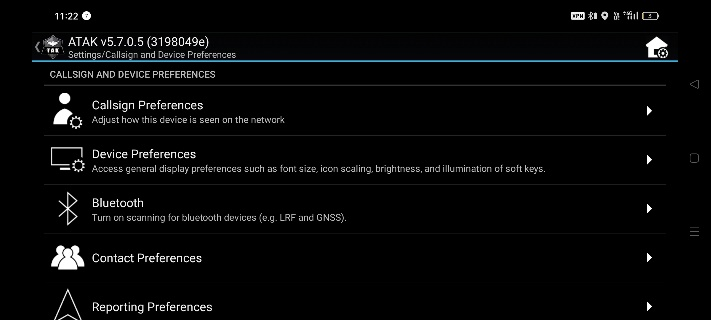 11:22
VPN
ATAK v5.7.0.5 (3198049e)
TAK
Settings/Callsign and Device Preferences
CALLSIGN AND DEVICE PREFERENCES
Callsign Preferences
Adjust how this device is seen on the network
Device Preferences
Access general display preferences such as font size, icon scaling, brightness, and illumination of soft keys.
Bluetooth
Turn on scanning for bluetooth devices (e.g. LRF and GNSS).
Contact Preferences
Reporting Preferences